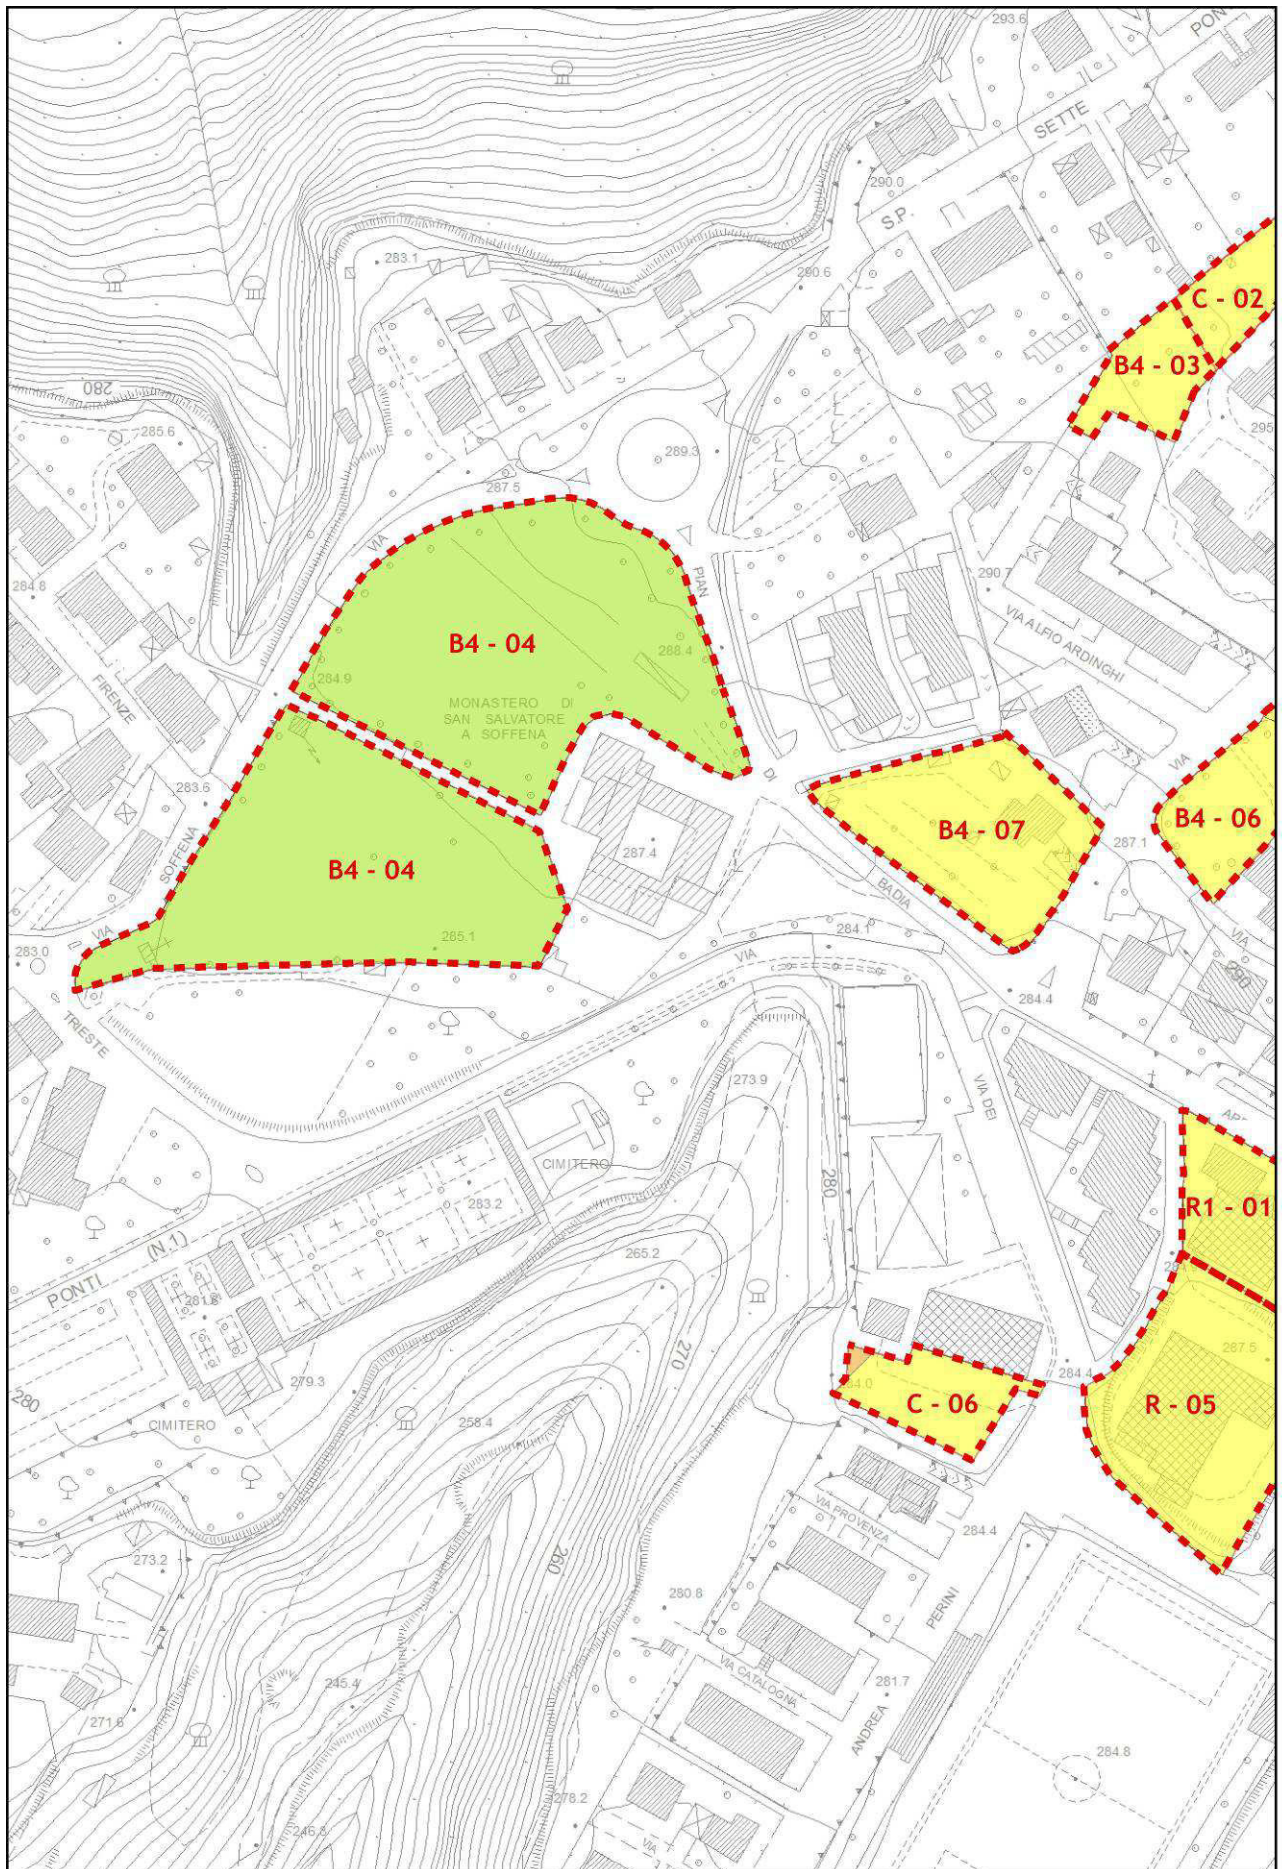 293.6
PON
SETTE
290.0
S.P.
283.1
290.6
C - 02
B4 - 03
280
285.6
295
289.3
287.5
VIA
PIAN
290.7
284.8
VIA ALFIO ARDINGHI
B4 - 04
288.4
284.9
FIRENZE
MONASTERO DI
SAN SALVATORE
A SOFFENA
DI
VIA
283.6
B4 - 07
B4 - 06
287.1
SOFFENA
287.4
B4 - 04
BADIA
VIA
285.1
284.1
VIA
283.0
VIA
290
284.4
TRIESTE
273.9
VIA DEI
CIMITERO
280
283.2
R1 - 01
(N.1)
265.2
PONTI
287.5
270
279.3
284.4
280
C - 06
R - 05
258.4
CIMITERO
VIA PROVENZA
284.4
273.2
260
280.8
PERINI
VIA CATALOGNA
245.4
281.7
271.6
ANDREA
284.8
278.2
246.3
VIA